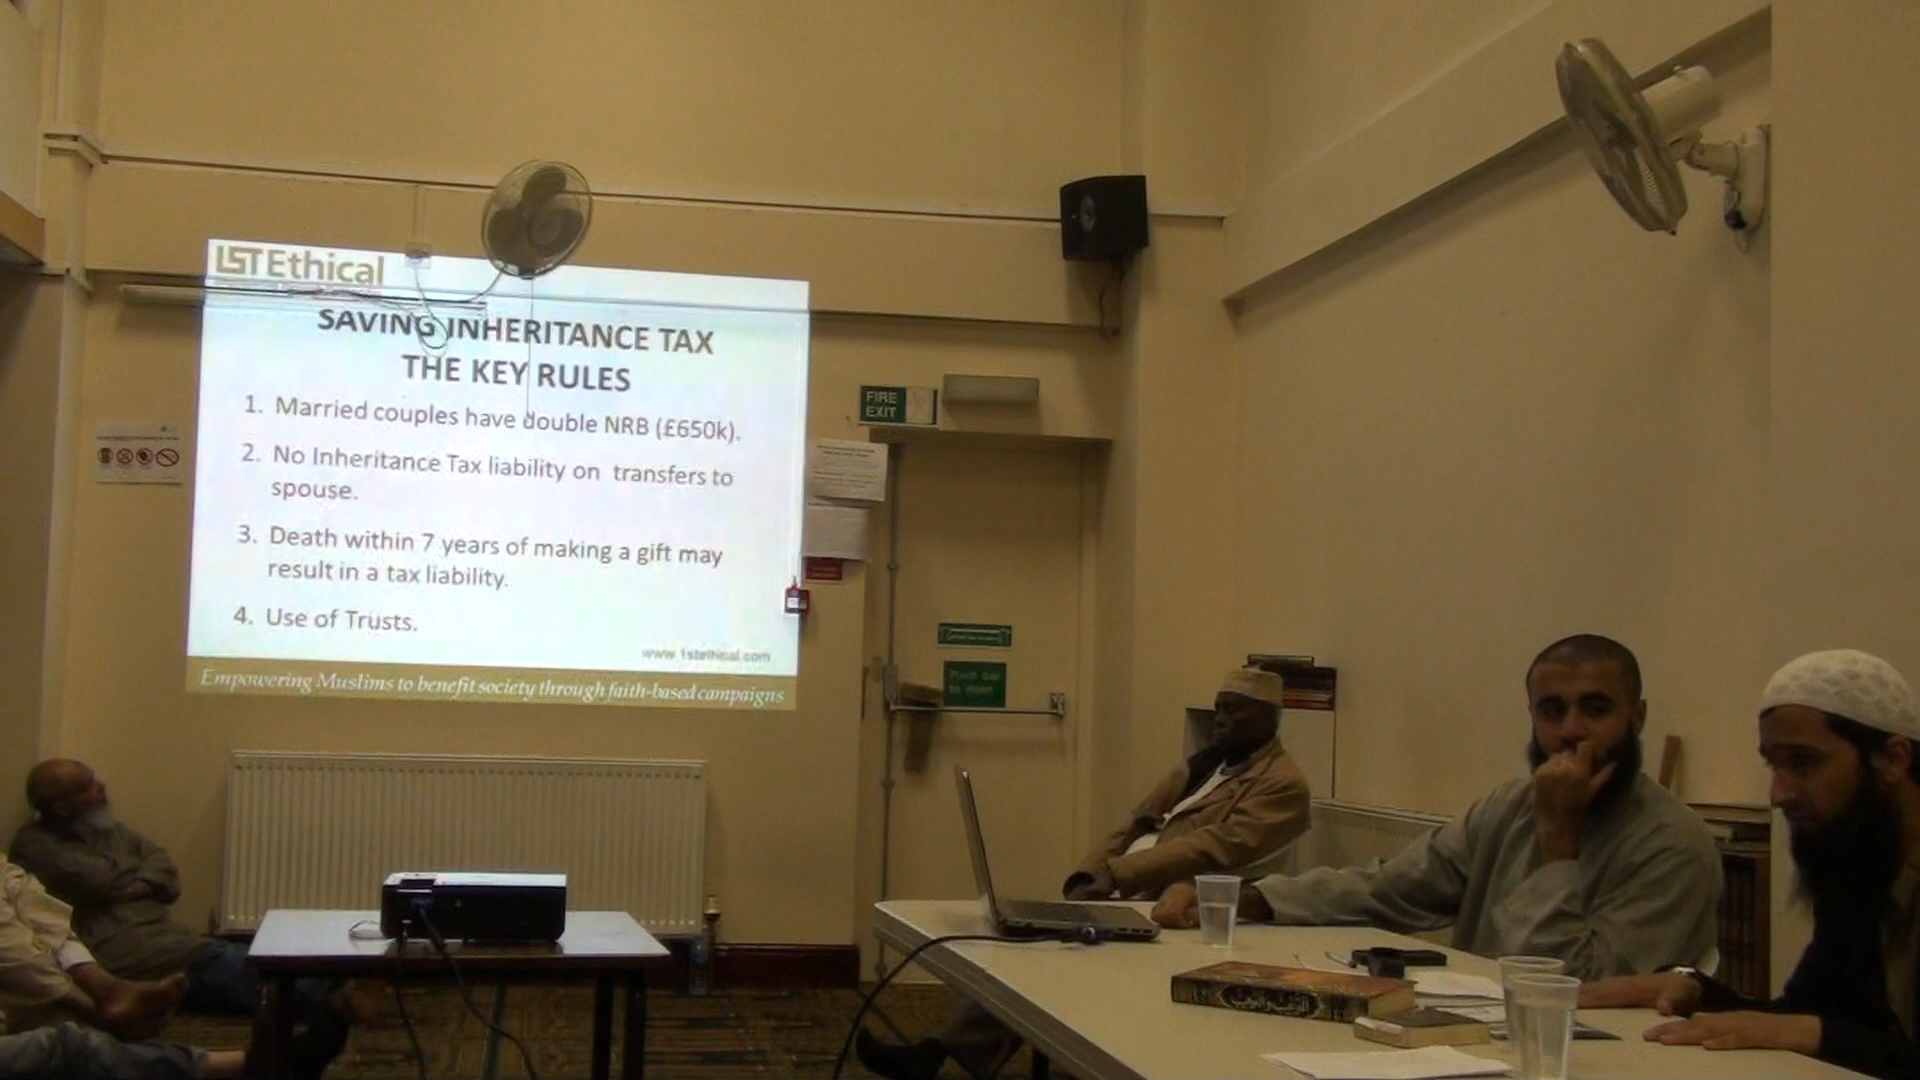 1STEthical
SAVING INHERITANCE TAX
THE KEY RULES
1. Married couples have double NRB (£650k).
2. No Inheritance Tax liability on transfers to
spouse.
3. Death within 7 years of making a gift may
result in a tax liability.
4. Use of Trusts.
www.1stethical.com
Empowering Muslims to benefit society through faith-based campaigns
FIRE
EXIT
Push bar
to open